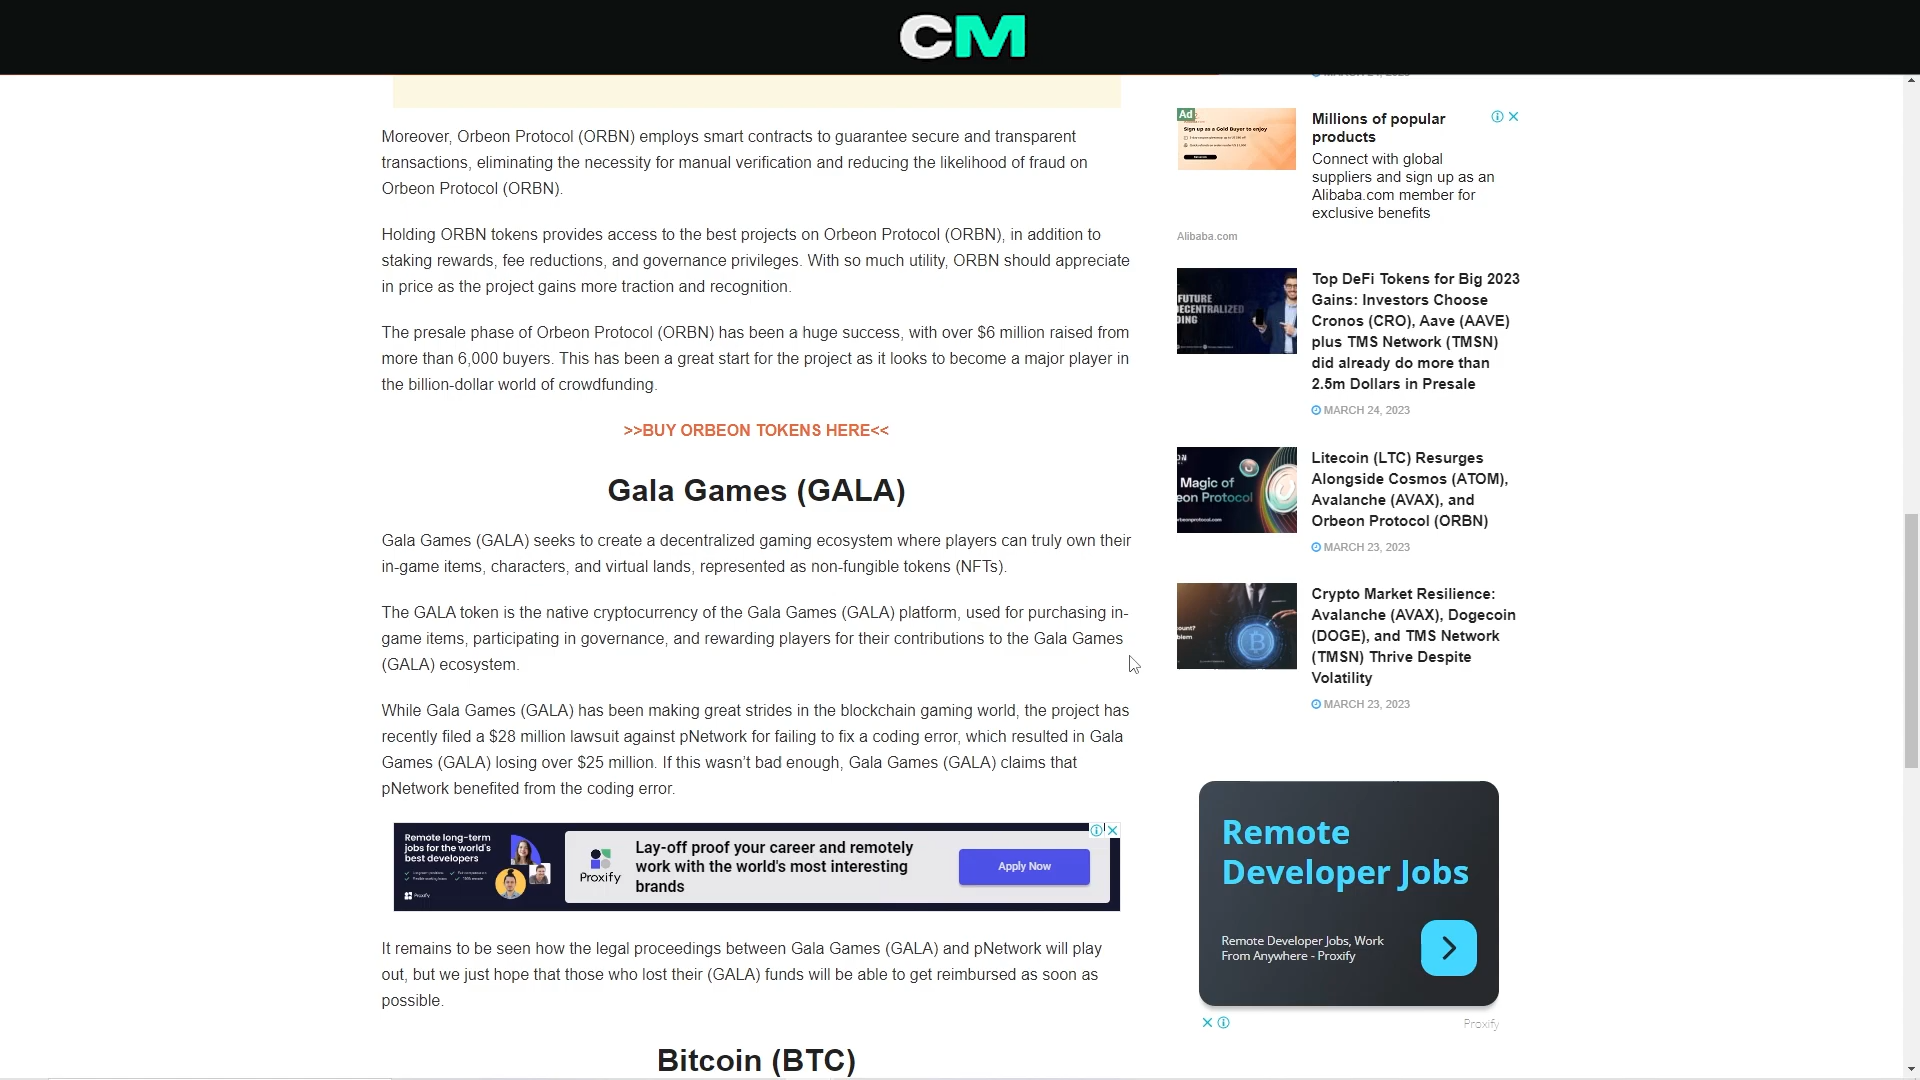 CM
Moreover, Orbeon Protocol (ORBN) employs smart contracts to guarantee secure and transparent
transactions, eliminating the necessity for manual verification and reducing the likelihood of fraud on
Orbeon Protocol (ORBN).
Holding ORBN tokens provides access to the best projects on Orbeon Protocol (ORBN), in addition to
staking rewards, fee reductions, and governance privileges. With so much utility, ORBN should appreciate
in price as the project gains more traction and recognition.
The presale phase of Orbeon Protocol (ORBN) has been a huge success, with over $6 million raised from
more than 6,000 buyers. This has been a great start for the project as it looks to become a major player in
the billion-dollar world of crowdfunding.
>>BUY ORBEON TOKENS HERE<<
Gala Games (GALA)
Gala Games (GALA) seeks to create a decentralized gaming ecosystem where players can truly own their
in-game items, characters, and virtual lands, represented as non-fungible tokens (NFTs).
The GALA token is the native cryptocurrency of the Gala Games (GALA) platform, used for purchasing in-
game items, participating in governance, and rewarding players for their contributions to the Gala Games
(GALA) ecosystem.
While Gala Games (GALA) has been making great strides in the blockchain gaming world, the project has
recently filed a $28 million lawsuit against pNetwork for failing to fix a coding error, which resulted in Gala
Games (GALA) losing over $25 million. If this wasn’t bad enough, Gala Games (GALA) claims that
pNetwork benefited from the coding error.
Remote long-term
jobs for the world's
best developers
Proxify
Proxify
Lay-off proof your career and remotely
work with the world's most interesting
brands
Apply Now
It remains to be seen how the legal proceedings between Gala Games (GALA) and pNetwork will play
out, but we just hope that those who lost their (GALA) funds will be able to get reimbursed as soon as
possible.
Bitcoin (BTC)
Ad
Sign up as a Gold Buyer to enjoy
Millions of popular
products
Connect with global
suppliers and sign up as an
Alibaba.com member for
exclusive benefits
Alibaba.com
FUTURE
DECENTRALIZED
Top DeFi Tokens for Big 2023
Gains: Investors Choose
Cronos (CRO), Aave (AAVE)
plus TMS Network (TMSN)
did already do more than
2.5m Dollars in Presale
MARCH 24, 2023
Magic of
eon Protocol
Litecoin (LTC) Resurges
Alongside Cosmos (ATOM),
Avalanche (AVAX), and
Orbeon Protocol (ORBN)
MARCH 23, 2023
Crypto Market Resilience:
Avalanche (AVAX), Dogecoin
(DOGE), and TMS Network
(TMSN) Thrive Despite
Volatility
MARCH 23, 2023
Remote
Developer Jobs
Remote Developer Jobs, Work
From Anywhere - Proxify
Proxify